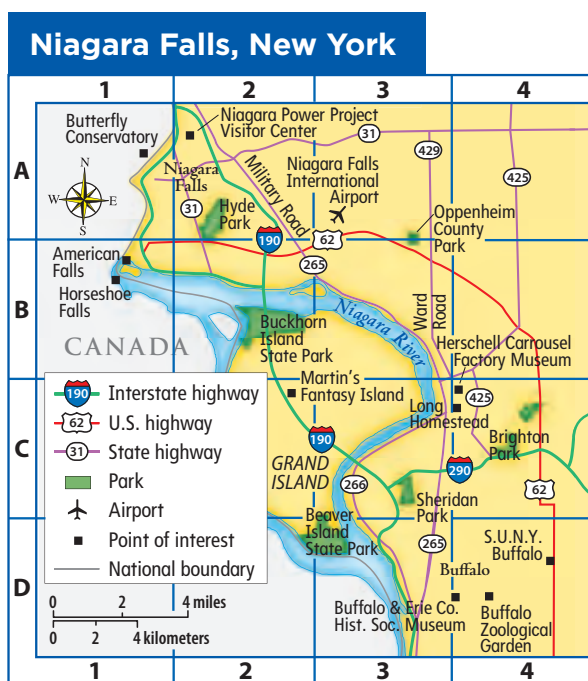 Niagara Falls, New York
1 2 3 4
Niagara Power Project
Visitor Center
Butterfly
Conservatory
31
429
A
N
W E
S
Niagara
Falls
Military Road
Niagara Falls
International
Airport
425
31
Hyde
Park
Oppenheim
County
Park
190
62
American
Falls
265
Horseshoe
Falls
B
Niagara River
Ward
Road
Buckhorn
Island
State Park
CANADA
Herschell Carrousel
Factory Museum
Martin's
Fantasy Island
425
Long
Homestead
190 Interstate highway
62 U.S. highway
31 State highway
Park
Airport
Point of interest
National boundary
C
190
Brighton
Park
GRAND
ISLAND
290
266
62
Sheridan
Park
Beaver
Island
State Park
265
S.U.N.Y.
Buffalo
Buffalo
D
0 2 4 miles
0 2 4 kilometers
Buffalo & Erie Co.
Hist. Soc. Museum
Buffalo
Zoological
Garden
1 2 3 4